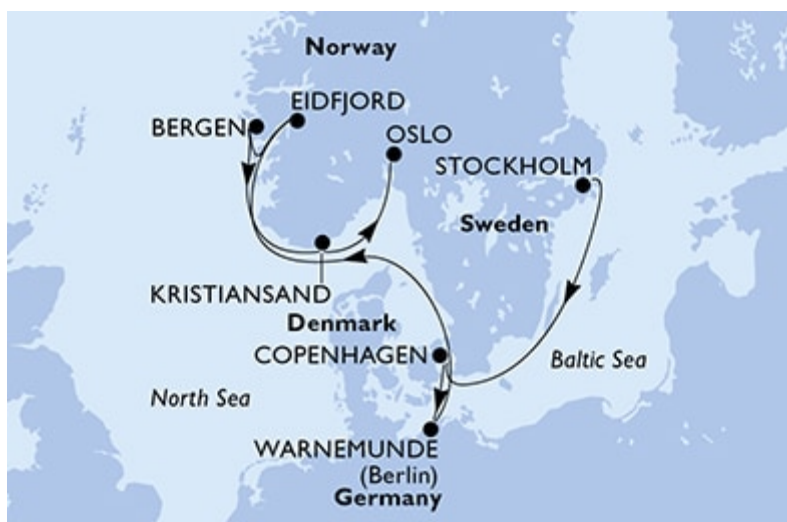 Norway
EIDFJORD
BERGEN
OSLO
STOCKHOLM
Sweden
KRISTIANSAND
Denmark
COPENHAGEN
Baltic Sea
North Sea
WARNEMUNDE
(Berlin)
Germany